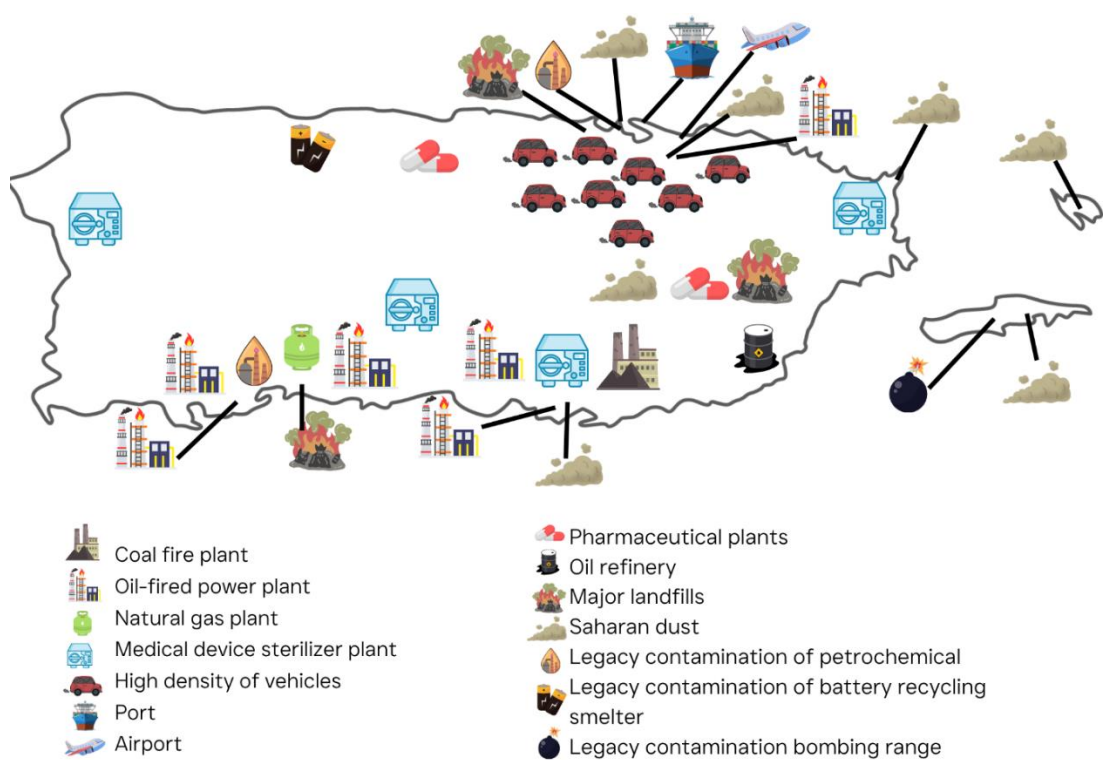 Coal fire plant
Oil-fired power plant
Natural gas plant
Medical device sterilizer plant
High density of vehicles
Port
Airport
Pharmaceutical plants
Oil refinery
Major landfills
Saharan dust
Legacy contamination of petrochemical
Legacy contamination of battery recycling
smelter
Legacy contamination bombing range